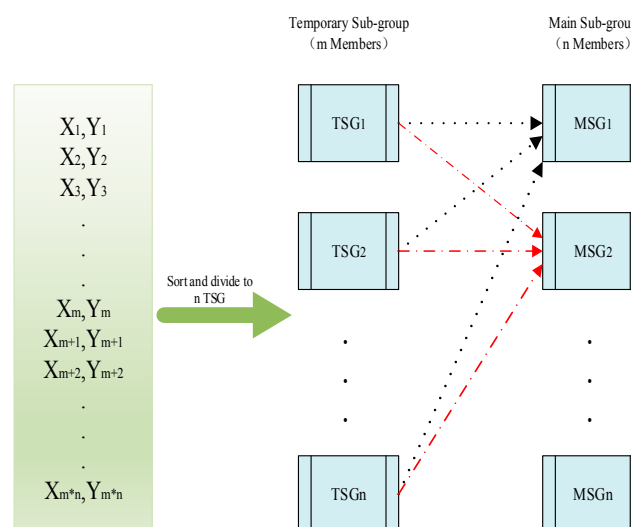 Temporary Sub-group
（m Members）
Main Sub-grou
（n Members）
X1,Y1
X2,Y2
X3,Y3
.
.
.
Xm,Ym
Xm+1,Ym+1
Xm+2,Ym+2
.
.
.
Xm*n,Ym*n
Sort and divide to
n TSG
TSG1
MSG1
TSG2
MSG2
.
.
.
.
.
.
TSGn
MSGn